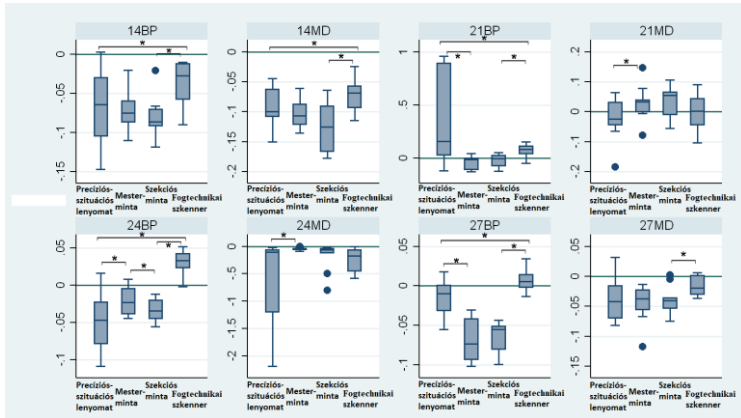 14BP 14MD 21BP 21MD
* * * *
* * * * *
0 0 1 .2
-.05 -.05 .1
-.1 -.1 .5 0
-.15 -.15 -.1
-.2 0 -.2
Precíziós- Mester- Szekciós Fogtechnikai Precíziós- Mester- Szekciós Fogtechnikai Precíziós- Mester- Szekciós Fogtechnikai Precíziós- Mester- Szekciós Fogtechnikai
szituációs minta minta szkenner szituációs minta minta szkenner szituációs minta minta szkenner szituációs minta minta szkenner
lenyomat lenyomat lenyomat lenyomat
24BP 24MD 27BP 27MD
.05 0 .05 .05
0 -.5 0 0
-.05 -1 -.05 -.05
-.1 -1.5 -.1 -.1
-2 -.15
Precíziós- Mester- Szekciós Fogtechnikai Precíziós- Mester- Szekciós Fogtechnikai Precíziós- Mester- Szekciós Fogtechnikai Precíziós- Mester- Szekciós Fogtechnikai
szituációs minta minta szkenner szituációs minta minta szkenner szituációs minta minta szkenner szituációs minta minta szkenner
lenyomat lenyomat lenyomat lenyomat